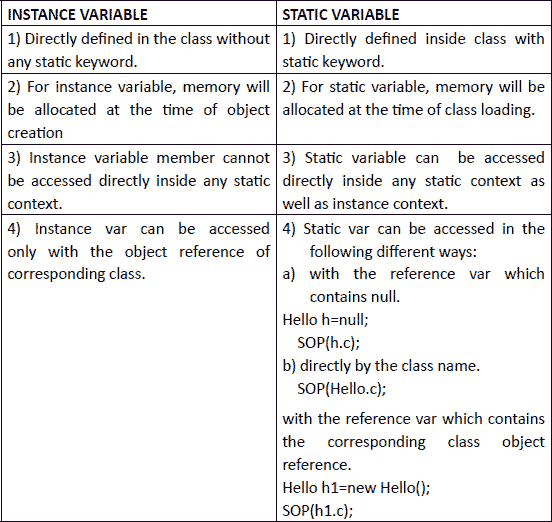 INSTANCE VARIABLE
STATIC VARIABLE
1) Directly defined in the class without
any static keyword.
1) Directly defined inside class with
static keyword.
2) For instance variable, memory will
be allocated at the time of object
creation
2) For static variable, memory will be
allocated at the time of class loading.
3) Instance variable member cannot
be accessed directly inside any static
context.
3) Static variable can be accessed
directly inside any static context as
well as instance context.
4) Instance var can be accessed
only with the object reference of
corresponding class.
4) Static var can be accessed in the
following different ways:
a) with the reference var which
contains null.
Hello h=null;
SOP(h.c);
b) directly by the class name.
SOP(Hello.c);
with the reference var which contains
the corresponding class object
reference.
Hello h1=new Hello();
SOP(h1.c);